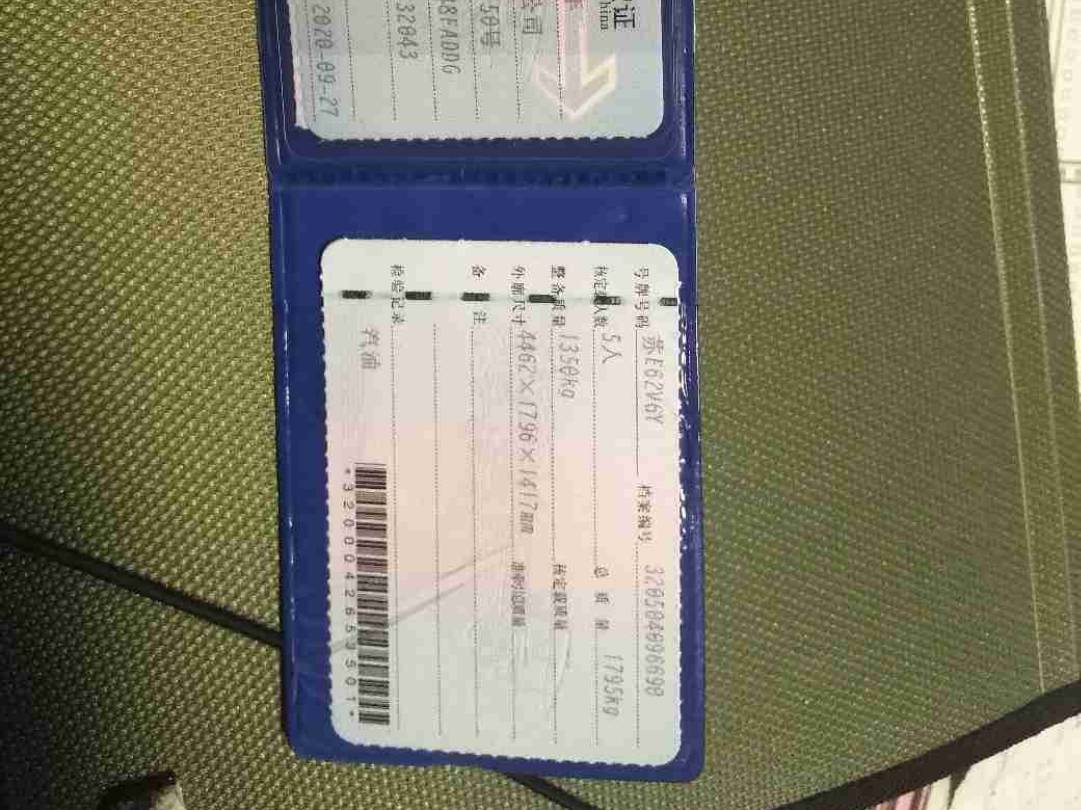 证
China
公司
50号
8FADDG
32043
2020-09-27
号牌号码 苏E62V6Y 档案编号 320504096690
核定载人数 5人 总质量 1795kg
整备质量 1350kg 核定载质量
外廓尺寸 4462×1796×1417mm 准牵引总质量
备注
检验记录
汽油
*3200042653501*